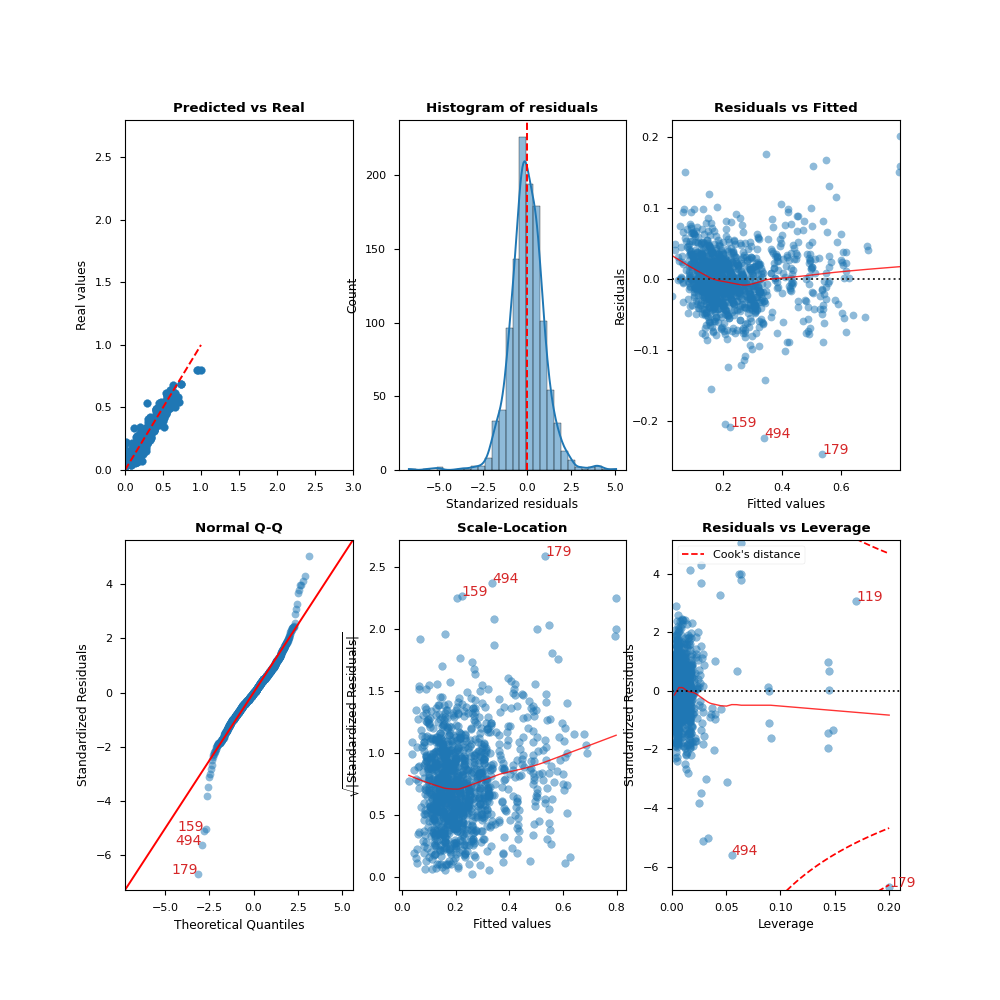 Predicted vs Real
Real values
2.5
2.0
1.5
1.0
0.5
0.0
0.0 0.5 1.0 1.5 2.0 2.5 3.0
Histogram of residuals
Count
200
150
100
50
0
−5.0 −2.5 0.0 2.5 5.0
Standarized residuals
Residuals vs Fitted
Residuals
0.2
0.1
0.0
−0.1
−0.2
159
494
179
0.2 0.4 0.6
Fitted values
Normal Q-Q
Standardized Residuals
4
2
0
−2
−4
−6
159
494
179
−5.0 −2.5 0.0 2.5 5.0
Theoretical Quantiles
Scale-Location
√|Standardized Residuals|
2.5
2.0
1.5
1.0
0.5
0.0
179
494
159
0.0 0.2 0.4 0.6 0.8
Fitted values
Residuals vs Leverage
Standardized Residuals
Cook's distance
4
2
0
−2
−4
−6
119
494
179
0.00 0.05 0.10 0.15 0.20
Leverage